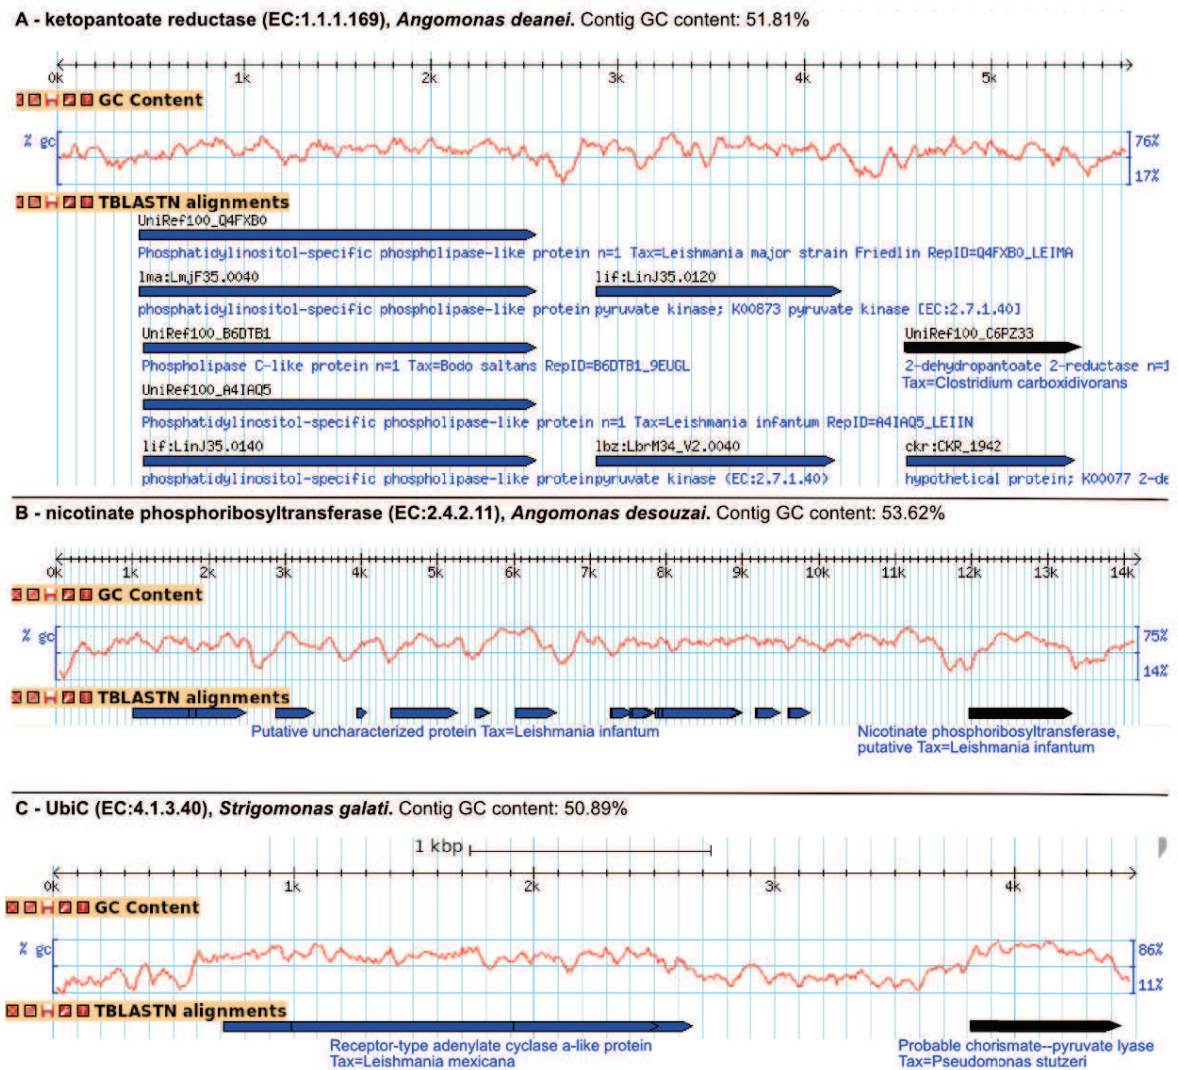 A - ketopantoate reductase (EC:1.1.1.169), Angomonas deanei. Contig GC content: 51.81%
0k 1k 2k 3k 4k 5k
GC Content
% gc 76%
17%
TBLASTN alignments
UniRef100_Q4FXB0
Phosphatidylinositol-specific phospholipase-like protein n=1 Tax=Leishmania major strain Friedlin RepID=Q4FXB0_LEIMA
lma:LmjF35.0040 lif:LinJ35.0120
phosphatidylinositol-specific phospholipase-like protein pyruvate kinase; K00873 pyruvate kinase [EC:2.7.1.40]
UniRef100_B6DTB1 UniRef100_C6PZ33
Phospholipase C-like protein n=1 Tax=Bodo saltans RepID=B6DTB1_9EUGL 2-dehydropantoate 2-reductase n=1
Tax=Clostridium carboxidivorans
UniRef100_A4IAQ5
Phosphatidylinositol-specific phospholipase-like protein n=1 Tax=Leishmania infantum RepID=A4IAQ5_LEIIN
lif:LinJ35.0140 lbz:LbrM34_V2.0040 ckr:CKR_1942
phosphatidylinositol-specific phospholipase-like protein pyruvate kinase (EC:2.7.1.40) hypothetical protein; K00077 2-de
B - nicotinate phosphoribosyltransferase (EC:2.4.2.11), Angomonas desouzai. Contig GC content: 53.62%
0k 1k 2k 3k 4k 5k 6k 7k 8k 9k 10k 11k 12k 13k 14k
GC Content
% gc 75%
14%
TBLASTN alignments
Putative uncharacterized protein Tax=Leishmania infantum
Nicotinate phosphoribosyltransferase,
putative Tax=Leishmania infantum
C - UbiC (EC:4.1.3.40), Strigomonas galati. Contig GC content: 50.89%
1 kbp
0k 1k 2k 3k 4k
GC Content
% gc 86%
11%
TBLASTN alignments
Receptor-type adenylate cyclase a-like protein
Tax=Leishmania mexicana
Probable chorismate--pyruvate lyase
Tax=Pseudomonas stutzeri